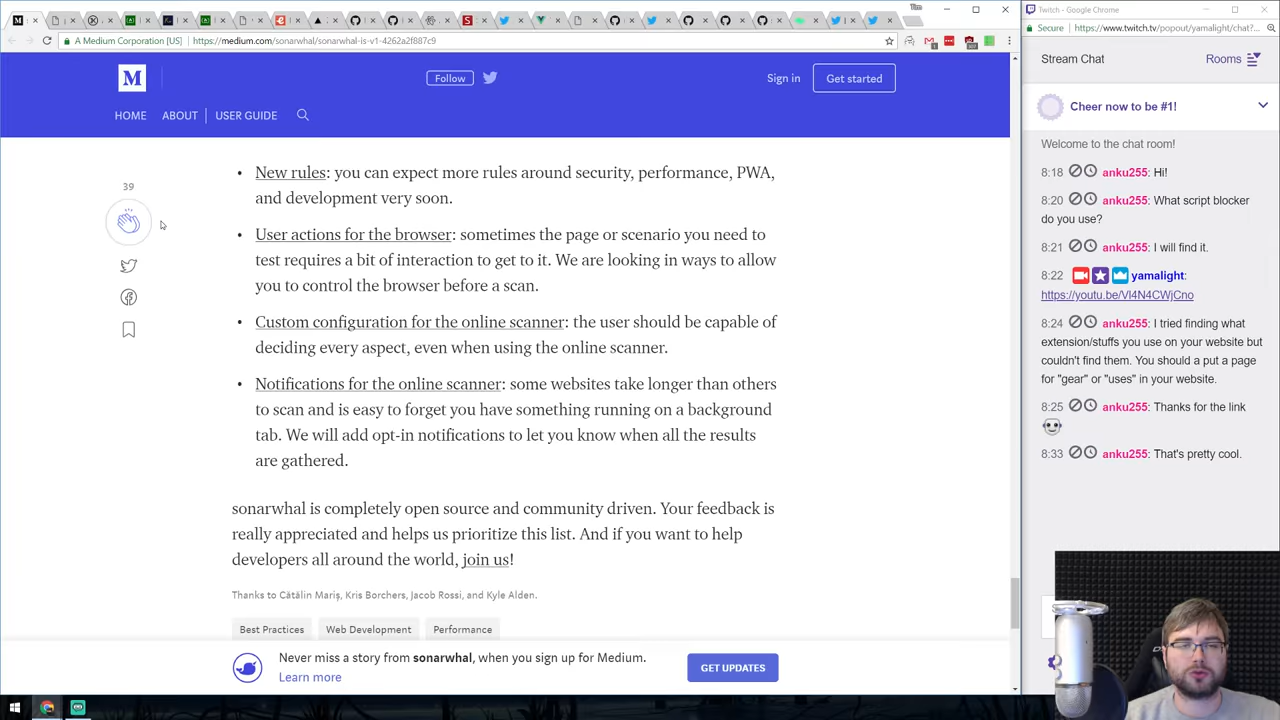 Tim
A Medium Corporation [US]
https://medium.com/sonarwhal/sonarwhal-is-v1-4262a2f887c9
M
Follow
Sign in
Get started
HOME
ABOUT
USER GUIDE
39
• New rules: you can expect more rules around security, performance, PWA,
and development very soon.
• User actions for the browser: sometimes the page or scenario you need to
test requires a bit of interaction to get to it. We are looking in ways to allow
you to control the browser before a scan.
• Custom configuration for the online scanner: the user should be capable of
deciding every aspect, even when using the online scanner.
• Notifications for the online scanner: some websites take longer than others
to scan and is easy to forget you have something running on a background
tab. We will add opt-in notifications to let you know when all the results
are gathered.
sonarwhal is completely open source and community driven. Your feedback is
really appreciated and helps us prioritize this list. And if you want to help
developers all around the world, join us!
Thanks to Cătălin Mariș, Kris Borchers, Jacob Rossi, and Kyle Alden.
Best Practices
Web Development
Performance
Never miss a story from sonarwhal, when you sign up for Medium.
Learn more
GET UPDATES
Twitch - Google Chrome
Secure
https://www.twitch.tv/popout/yamalight/chat?...
Stream Chat
Rooms
Cheer now to be #1!
Welcome to the chat room!
8:18 anku255: Hi!
8:20 anku255: What script blocker
do you use?
8:21 anku255: I will find it.
8:22 yamalight:
https://youtu.be/Vl4N4CWjCno
8:24 anku255: I tried finding what
extension/stuffs you use on your website but
couldn't find them. You should a put a page
for "gear" or "uses" in your website.
8:25 anku255: Thanks for the link
8:33 anku255: That's pretty cool.